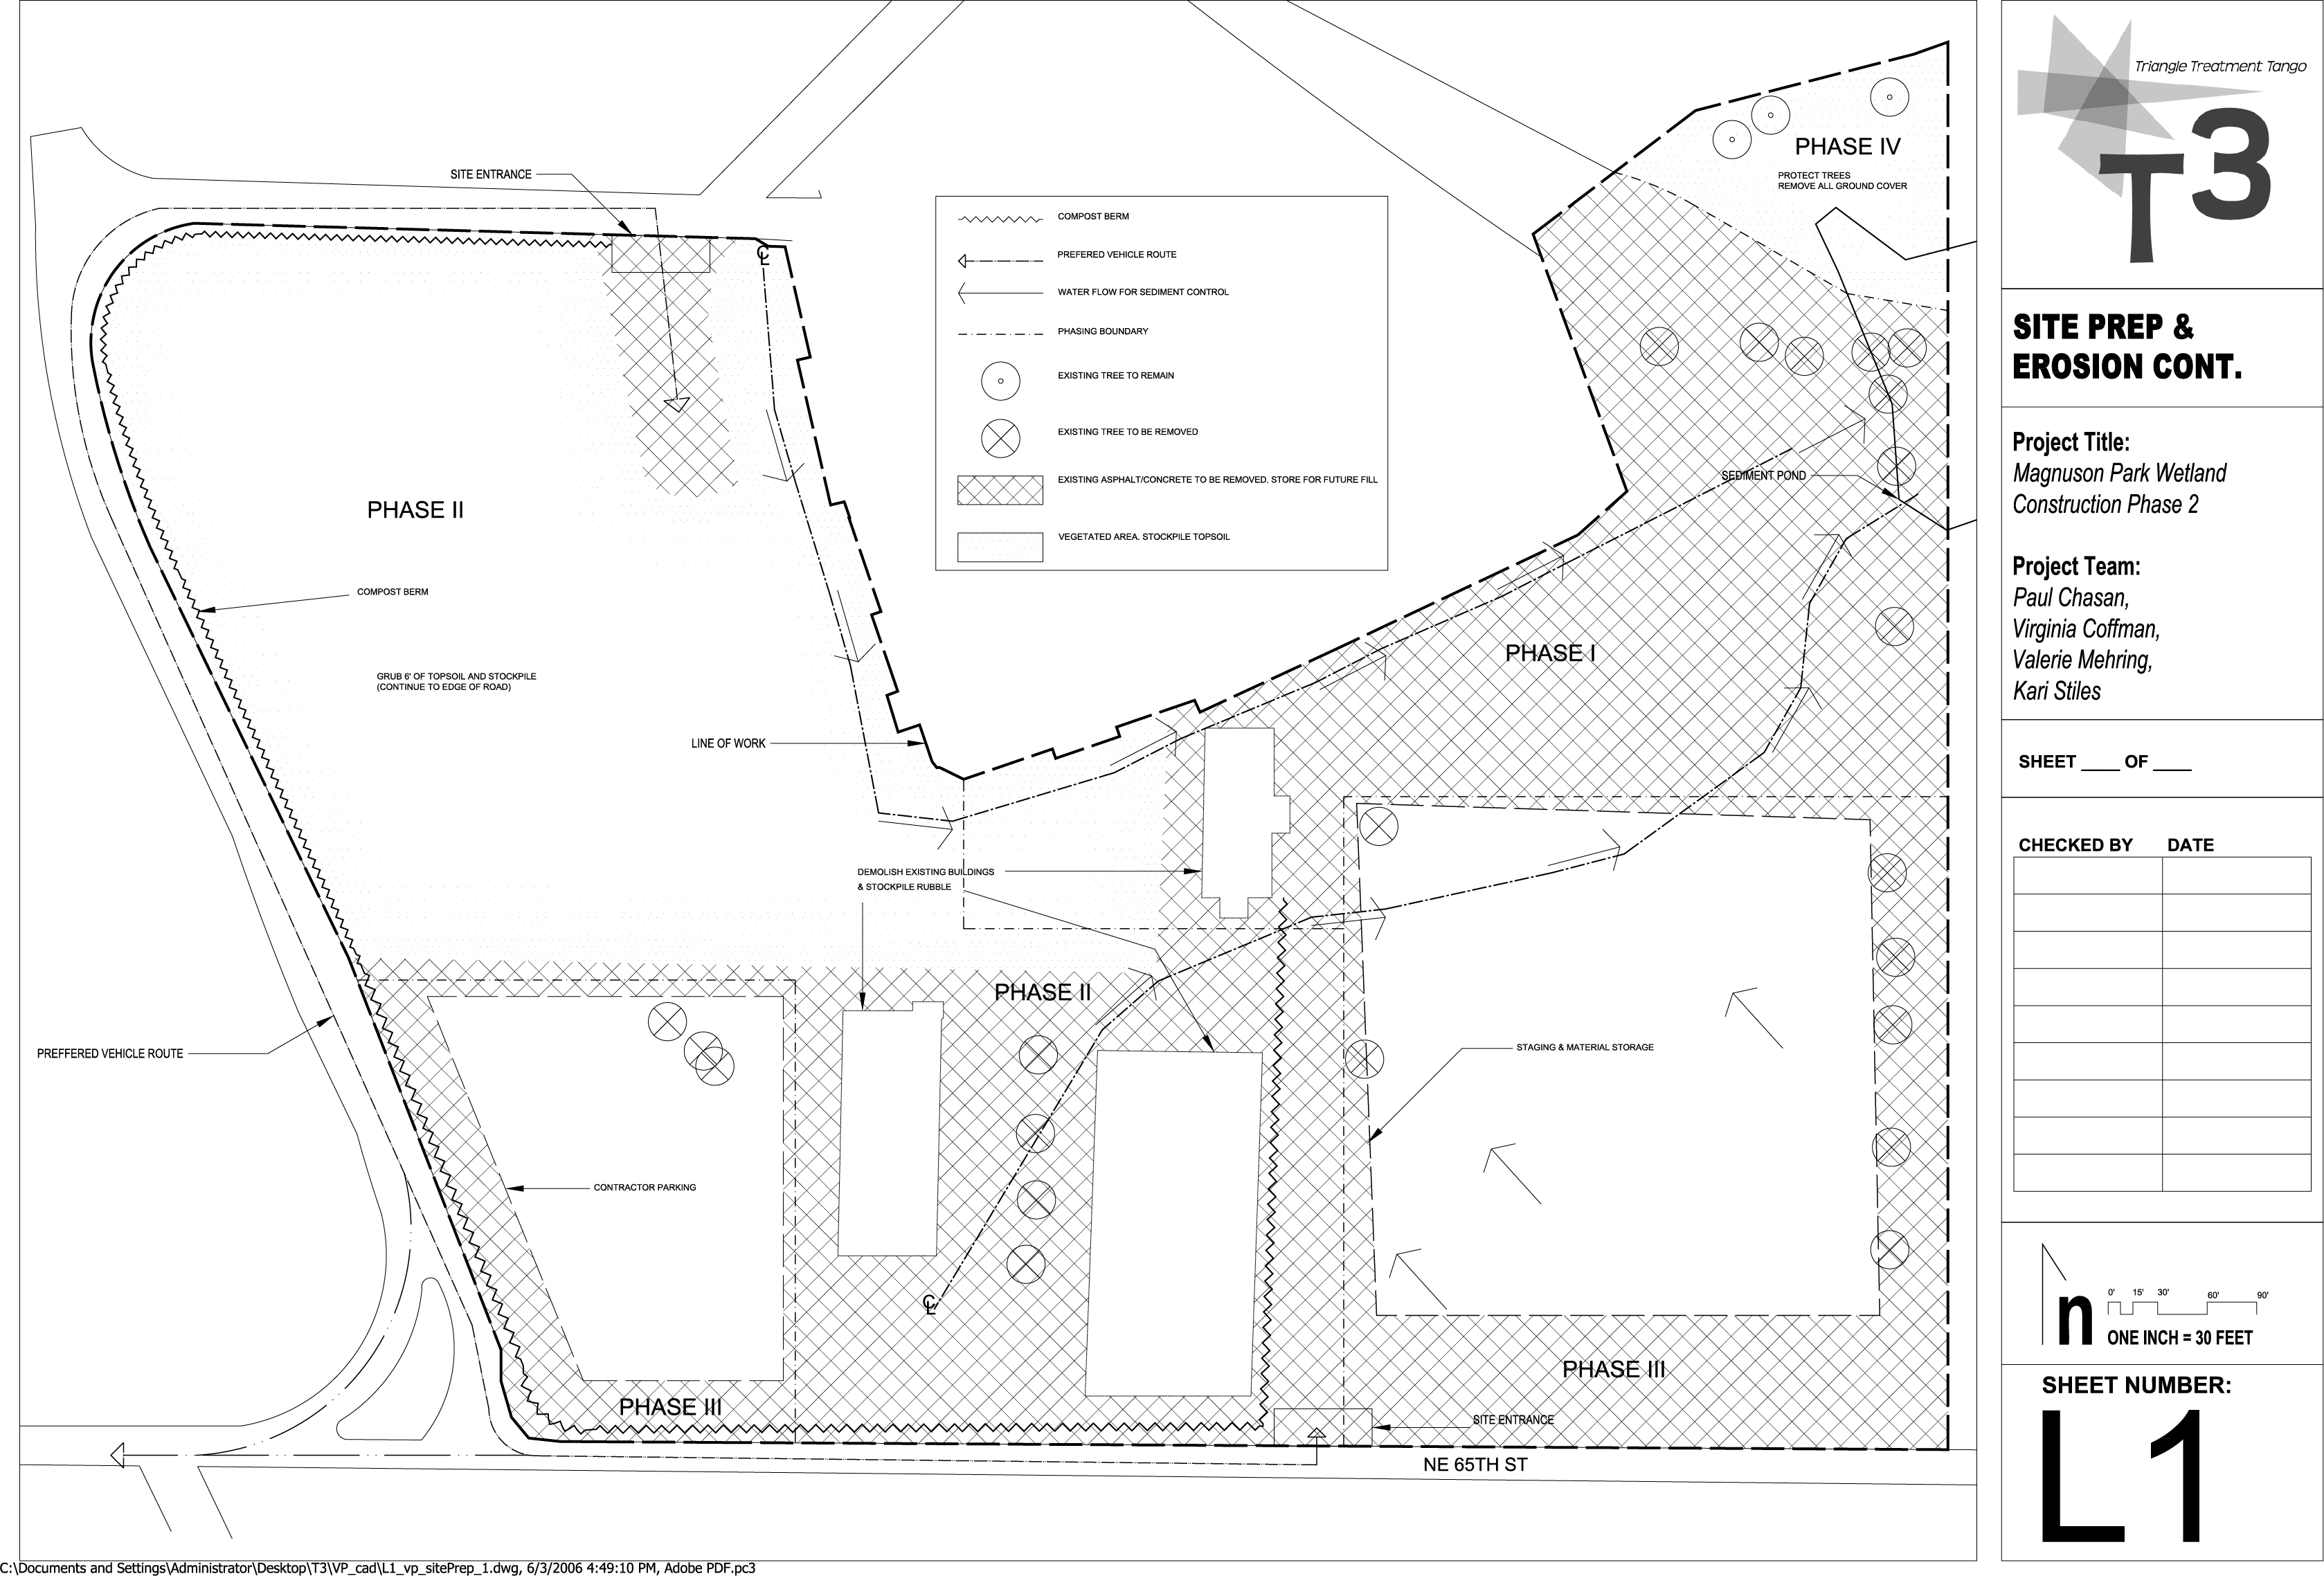 SITE ENTRANCE
PHASE II
COMPOST BERM
GRUB 6' OF TOPSOIL AND STOCKPILE
(CONTINUE TO EDGE OF ROAD)
LINE OF WORK
CL
COMPOST BERM
PREFERED VEHICLE ROUTE
WATER FLOW FOR SEDIMENT CONTROL
PHASING BOUNDARY
EXISTING TREE TO REMAIN
EXISTING TREE TO BE REMOVED
EXISTING ASPHALT/CONCRETE TO BE REMOVED. STORE FOR FUTURE FILL
VEGETATED AREA. STOCKPILE TOPSOIL
PHASE IV
PROTECT TREES
REMOVE ALL GROUND COVER
SEDIMENT POND
PHASE I
DEMOLISH EXISTING BUILDINGS
& STOCKPILE RUBBLE
PHASE II
PREFFERED VEHICLE ROUTE
CONTRACTOR PARKING
STAGING & MATERIAL STORAGE
CL
PHASE III
PHASE III
SITE ENTRANCE
NE 65TH ST
Triangle Treatment Tango
T3
SITE PREP &
EROSION CONT.
Project Title:
Magnuson Park Wetland
Construction Phase 2
Project Team:
Paul Chasan,
Virginia Coffman,
Valerie Mehring,
Kari Stiles
SHEET ____ OF ____
CHECKED BY DATE
n
0' 15' 30' 60' 90'
ONE INCH = 30 FEET
SHEET NUMBER:
L1
C:\Documents and Settings\Administrator\Desktop\T3\VP_cad\L1_vp_sitePrep_1.dwg, 6/3/2006 4:49:10 PM, Adobe PDF.pc3